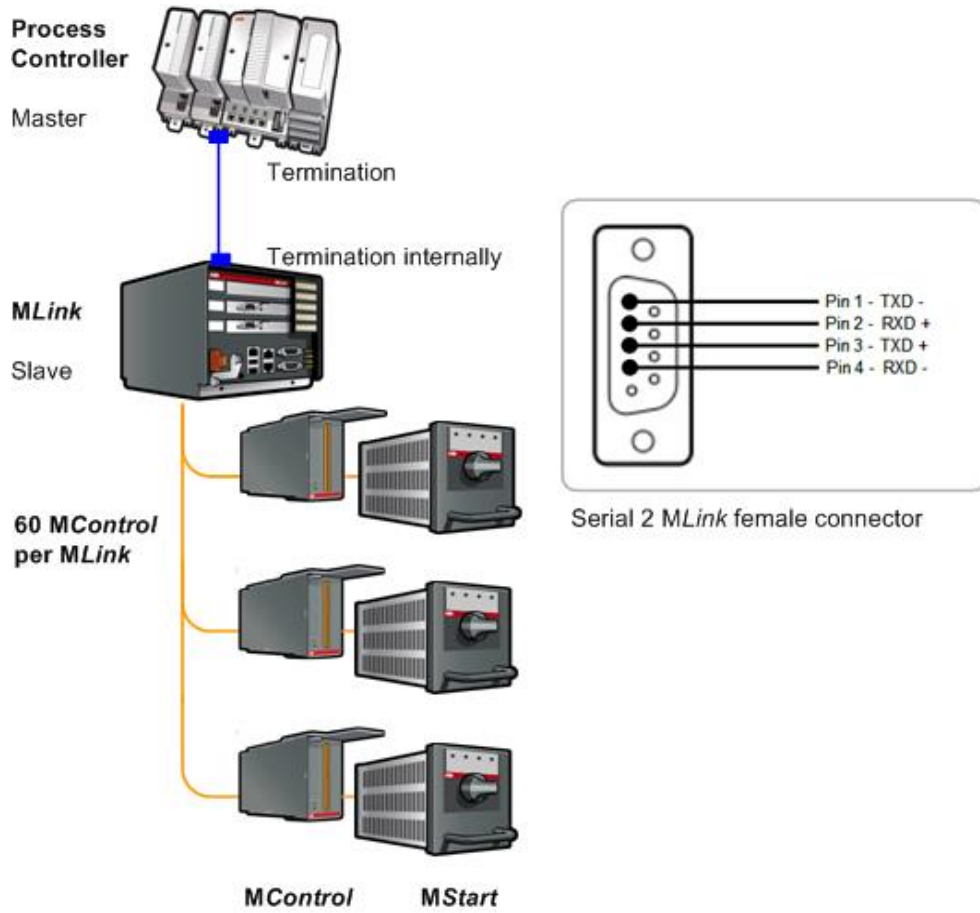 Process
Controller
Master
Termination
Termination internally
MLink
Slave
Pin 1 - TXD -
Pin 2 - RXD +
Pin 3 - TXD +
Pin 4 - RXD -
Serial 2 MLink female connector
60 MControl
per MLink
MControl MStart